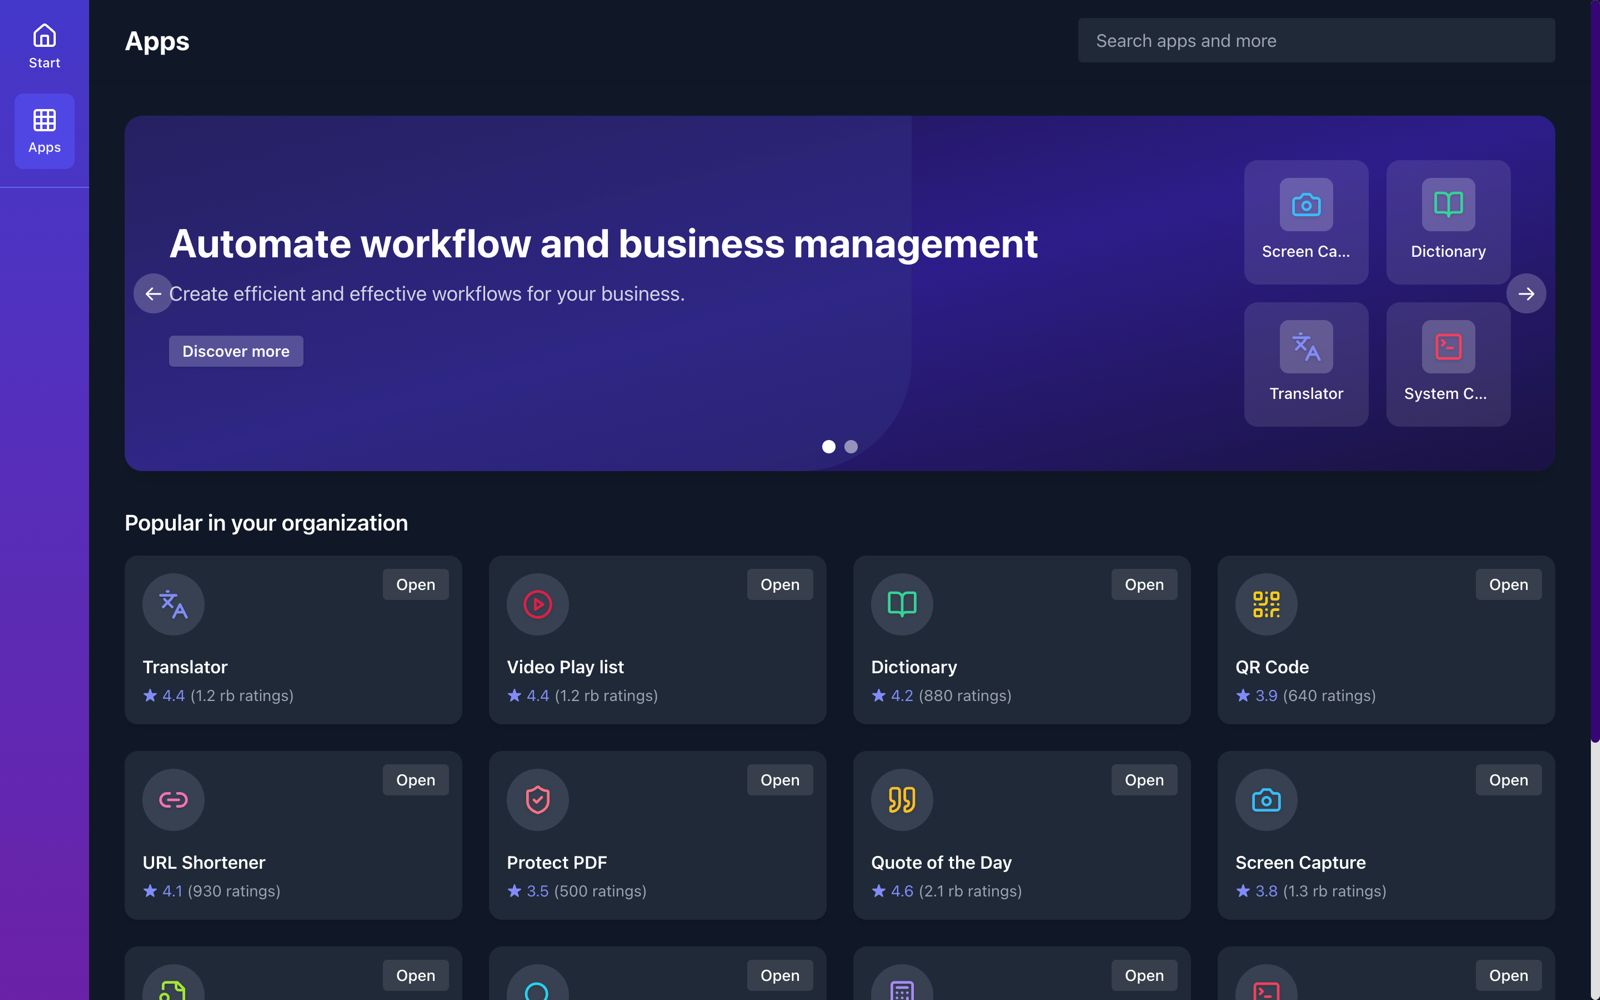 Start
Apps
Apps
Search apps and more
Automate workflow and business management
Create efficient and effective workflows for your business.
Discover more
Screen Ca...
Dictionary
Translator
System C...
Popular in your organization
Open
Translator
4.4 (1.2 rb ratings)
Open
Video Play list
4.4 (1.2 rb ratings)
Open
Dictionary
4.2 (880 ratings)
Open
QR Code
3.9 (640 ratings)
Open
URL Shortener
4.1 (930 ratings)
Open
Protect PDF
3.5 (500 ratings)
Open
Quote of the Day
4.6 (2.1 rb ratings)
Open
Screen Capture
3.8 (1.3 rb ratings)
Open
Open
Open
Open